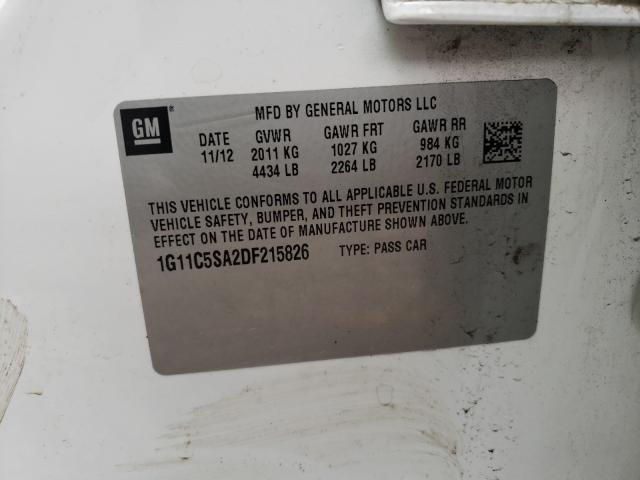 GM
®
MFD BY GENERAL MOTORS LLC
DATE GVWR GAWR FRT GAWR RR
11/12 2011 KG 1027 KG 984 KG
4434 LB 2264 LB 2170 LB
THIS VEHICLE CONFORMS TO ALL APPLICABLE U.S. FEDERAL MOTOR
VEHICLE SAFETY, BUMPER, AND THEFT PREVENTION STANDARDS IN
EFFECT ON THE DATE OF MANUFACTURE SHOWN ABOVE.
1G11C5SA2DF215826 TYPE: PASS CAR